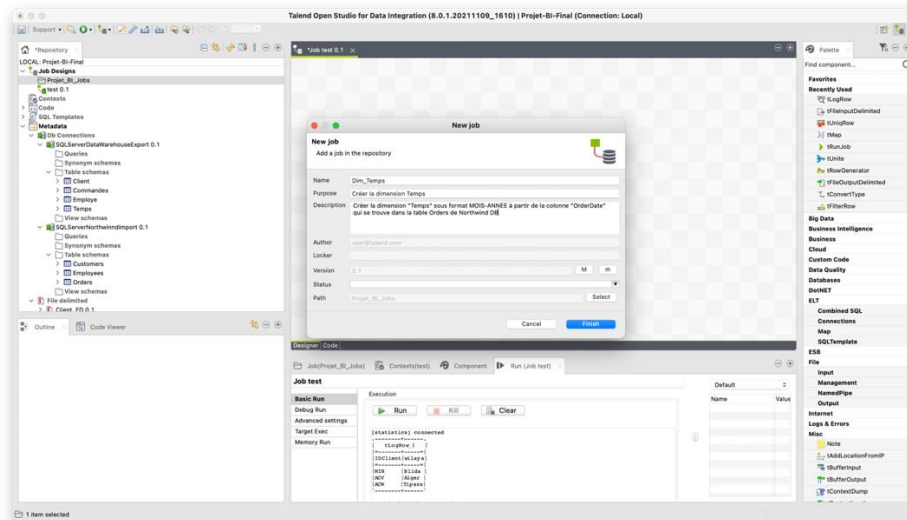 Talend Open Studio for Data Integration (8.0.1.20211109_1610) | Projet-BI-Final (Connection: Local)
Support
*Repository
LOCAL: Projet-BI-Final
Job Designs
Projet_BI_Jobs
test 0.1
Contexts
Code
SQL Templates
Metadata
Db Connections
SQLServerDataWarehouseExport 0.1
Queries
Synonym schemas
Table schemas
Client
Commandes
Employe
Temps
View schemas
SQLServerNorthwinndImport 0.1
Queries
Synonym schemas
Table schemas
Customers
Employees
Orders
View schemas
File delimited
Client_FD 0.1
Outline
Code Viewer
*Job test 0.1
New job
New job
Add a job in the repository
Name Dim_Temps
Purpose Créer la dimension Temps
Description Créer la dimension "Temps" sous format MOIS-ANNEE à partir de la colonne "OrderDate"
qui se trouve dans la table Orders de Northwind DB
Author user@talend.com
Locker
Version 0.1 M m
Status
Path Projet_BI_Jobs Select
Cancel Finish
Designer Code
Job(Projet_BI_Jobs) Contexts(test) Component Run (Job test)
Job test
Default
Basic Run
Debug Run
Advanced settings
Target Exec
Memory Run
Execution
Run Kill Clear
Name Value
[statistics] connected
tLogRow_1
IDClient|wilaya
MIN |Bilda
ACV |Alger
ACM |Tipaza
Palette
Find component...
Favorites
Recently Used
tLogRow
tFileInputDelimited
tUniqRow
tMap
tRunJob
tUnite
tRowGenerator
tFileOutputDelimited
tConvertType
tFilterRow
Big Data
Business Intelligence
Business
Cloud
Custom Code
Data Quality
Databases
DotNET
ELT
Combined SQL
Connections
Map
SQLTemplate
ESB
File
Input
Management
NamedPipe
Output
Internet
Logs & Errors
Misc
Note
tAddLocationFromIP
tBufferInput
tBufferOutput
tContextDump
1 item selected